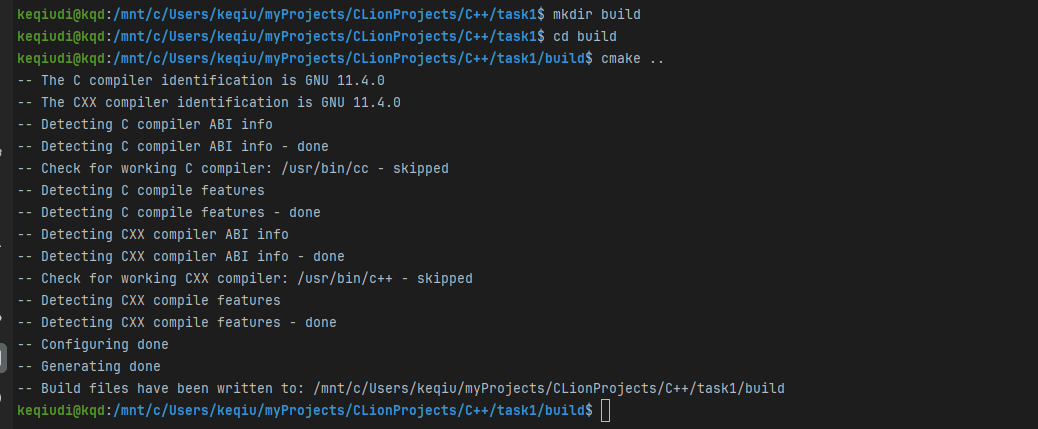 keqiudi@kqd:/mnt/c/Users/keqiu/myProjects/CLionProjects/C++/task1$ mkdir build
keqiudi@kqd:/mnt/c/Users/keqiu/myProjects/CLionProjects/C++/task1$ cd build
keqiudi@kqd:/mnt/c/Users/keqiu/myProjects/CLionProjects/C++/task1/build$ cmake ..
-- The C compiler identification is GNU 11.4.0
-- The CXX compiler identification is GNU 11.4.0
-- Detecting C compiler ABI info
-- Detecting C compiler ABI info - done
-- Check for working C compiler: /usr/bin/cc - skipped
-- Detecting C compile features
-- Detecting C compile features - done
-- Detecting CXX compiler ABI info
-- Detecting CXX compiler ABI info - done
-- Check for working CXX compiler: /usr/bin/c++ - skipped
-- Detecting CXX compile features
-- Detecting CXX compile features - done
-- Configuring done
-- Generating done
-- Build files have been written to: /mnt/c/Users/keqiu/myProjects/CLionProjects/C++/task1/build
keqiudi@kqd:/mnt/c/Users/keqiu/myProjects/CLionProjects/C++/task1/build$